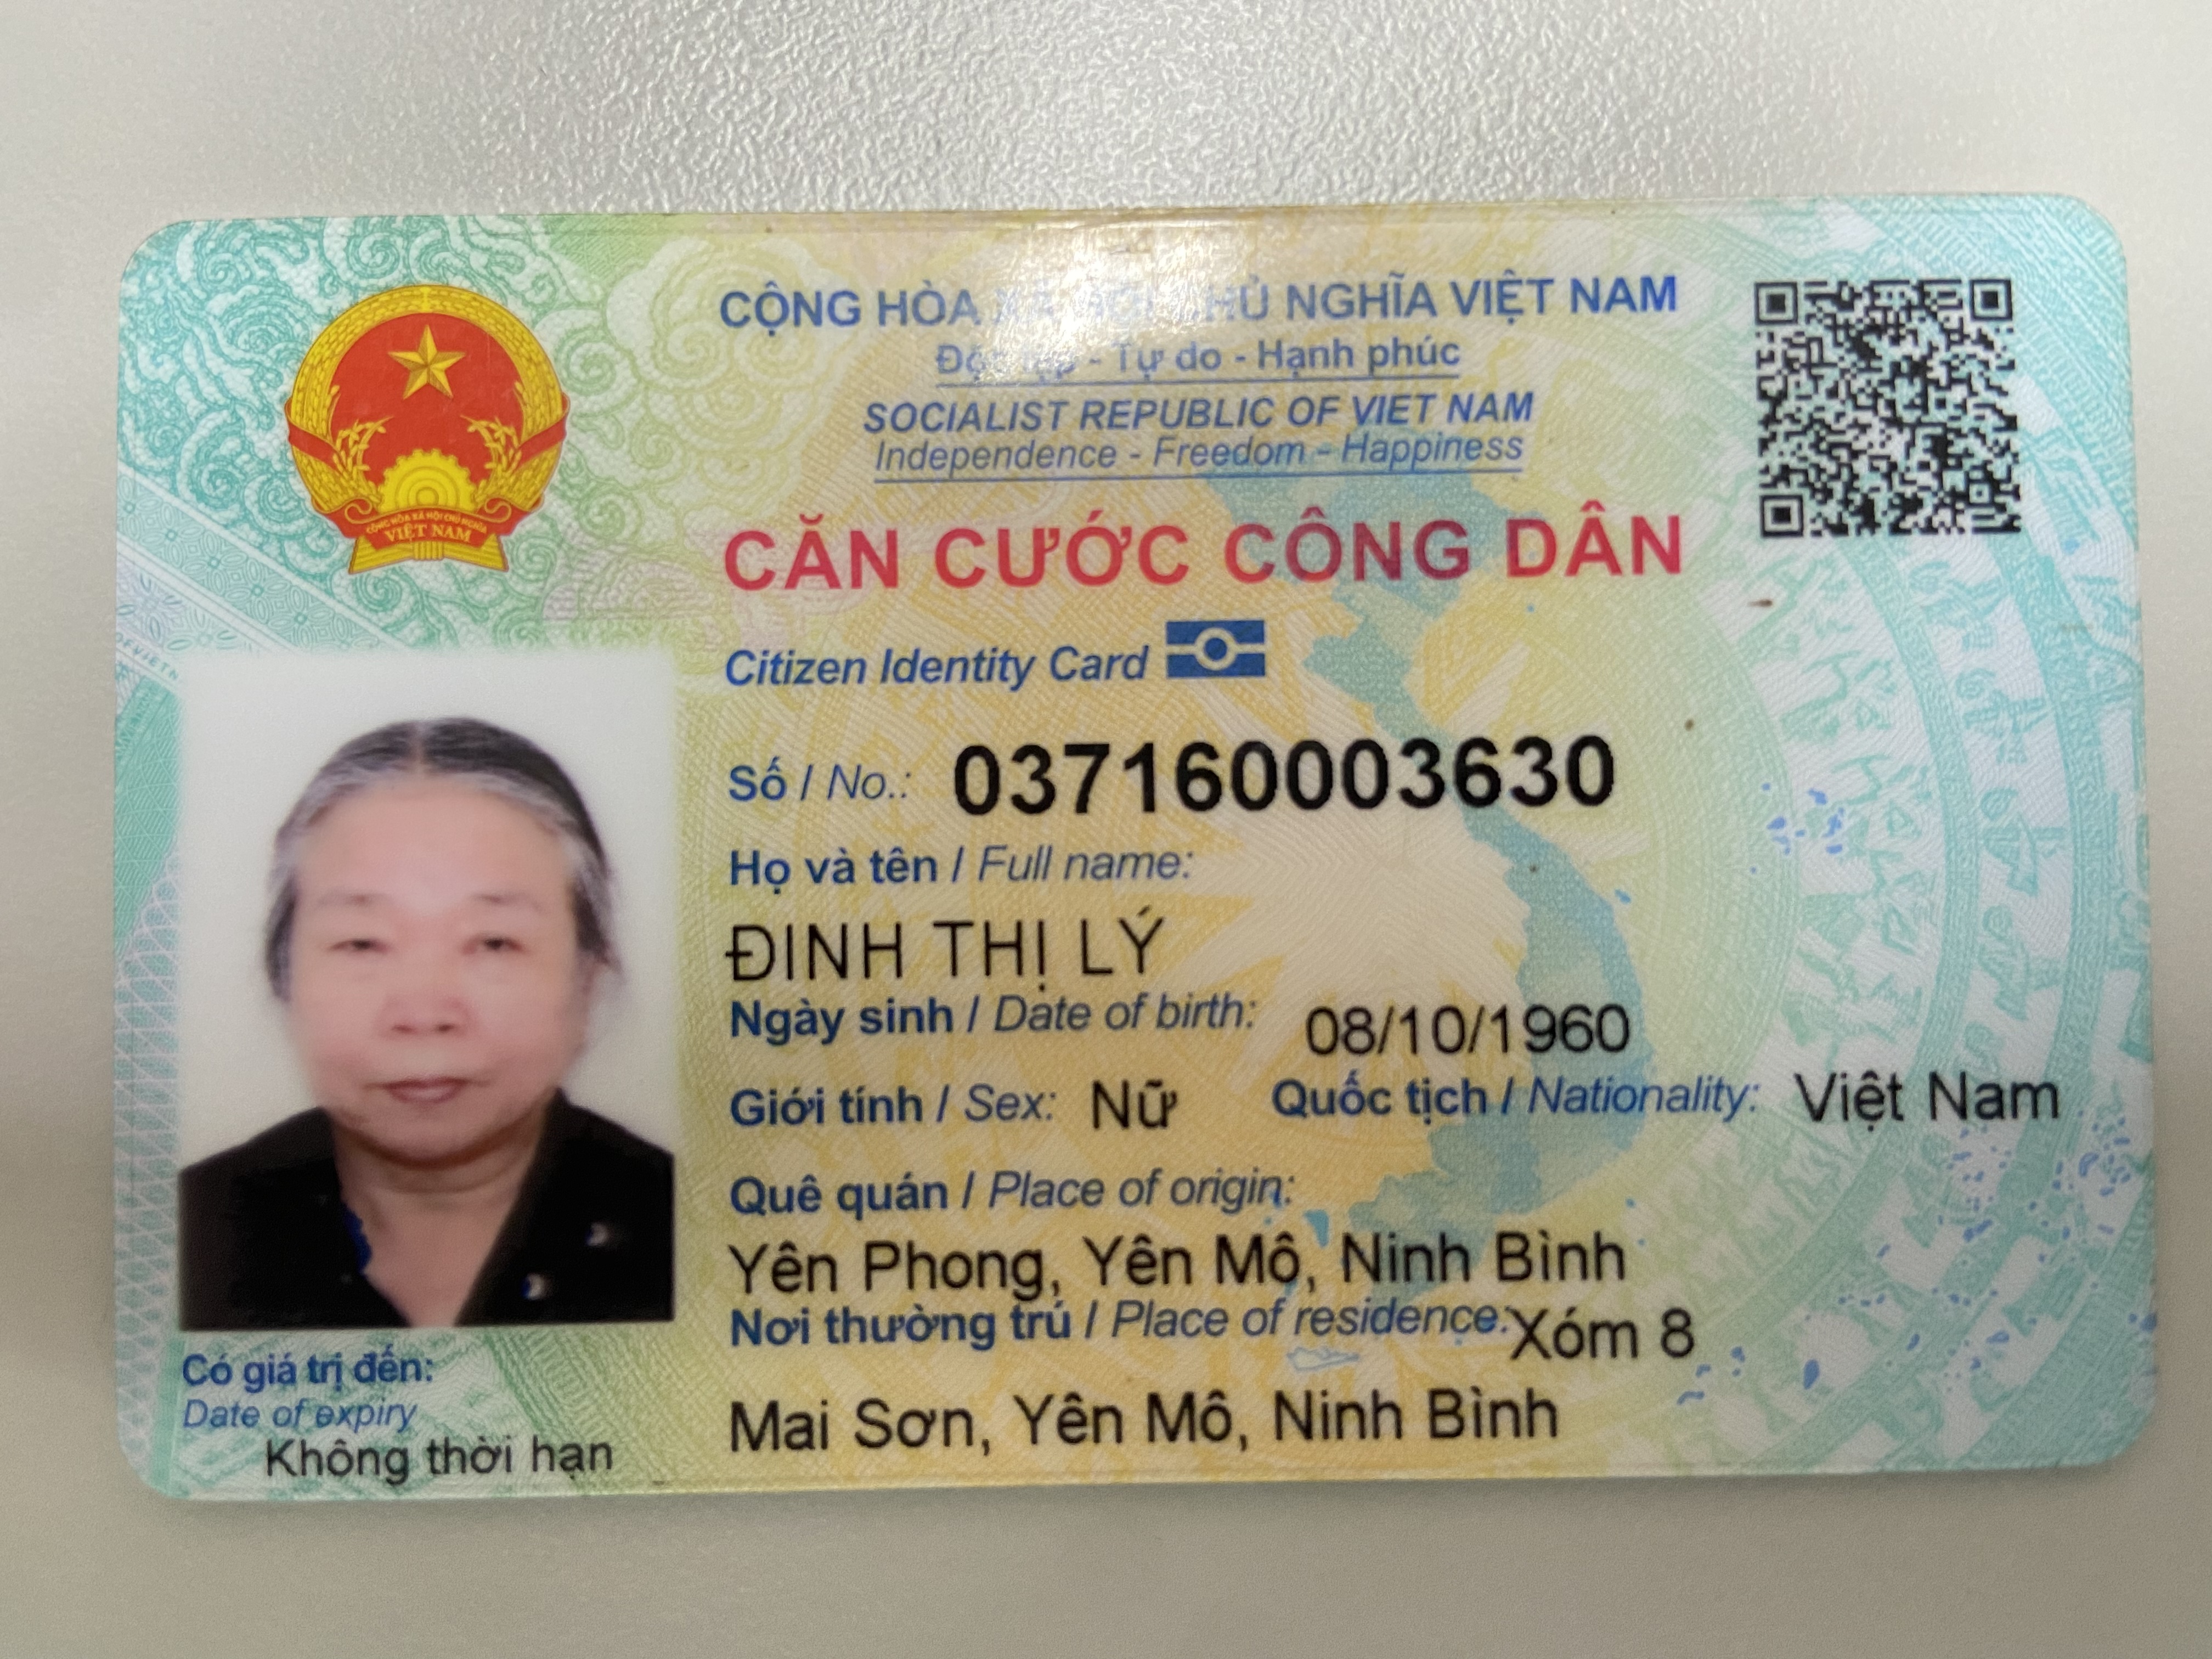 CỘNG HÒA XÃ HỘI CHỦ NGHĨA VIỆT NAM
Độc lập - Tự do - Hạnh phúc
SOCIALIST REPUBLIC OF VIET NAM
Independence - Freedom - Happiness
CĂN CƯỚC CÔNG DÂN
Citizen Identity Card
Số / No.: 037160003630
Họ và tên / Full name:
ĐINH THỊ LÝ
Ngày sinh / Date of birth: 08/10/1960
Giới tính / Sex: Nữ Quốc tịch / Nationality: Việt Nam
Quê quán / Place of origin:
Yên Phong, Yên Mô, Ninh Bình
Nơi thường trú / Place of residence: Xóm 8
Mai Sơn, Yên Mô, Ninh Bình
Có giá trị đến:
Date of expiry
Không thời hạn
CỘNG HÒA XÃ HỘI CHỦ NGHĨA
VIỆT NAM